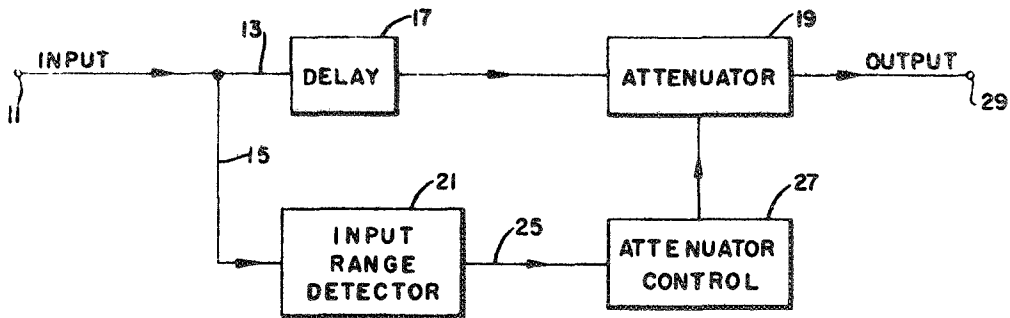 17
19
INPUT
13
DELAY
ATTENUATOR
OUTPUT
11
29
15
21
27
INPUT
RANGE
DETECTOR
25
ATTENUATOR
CONTROL